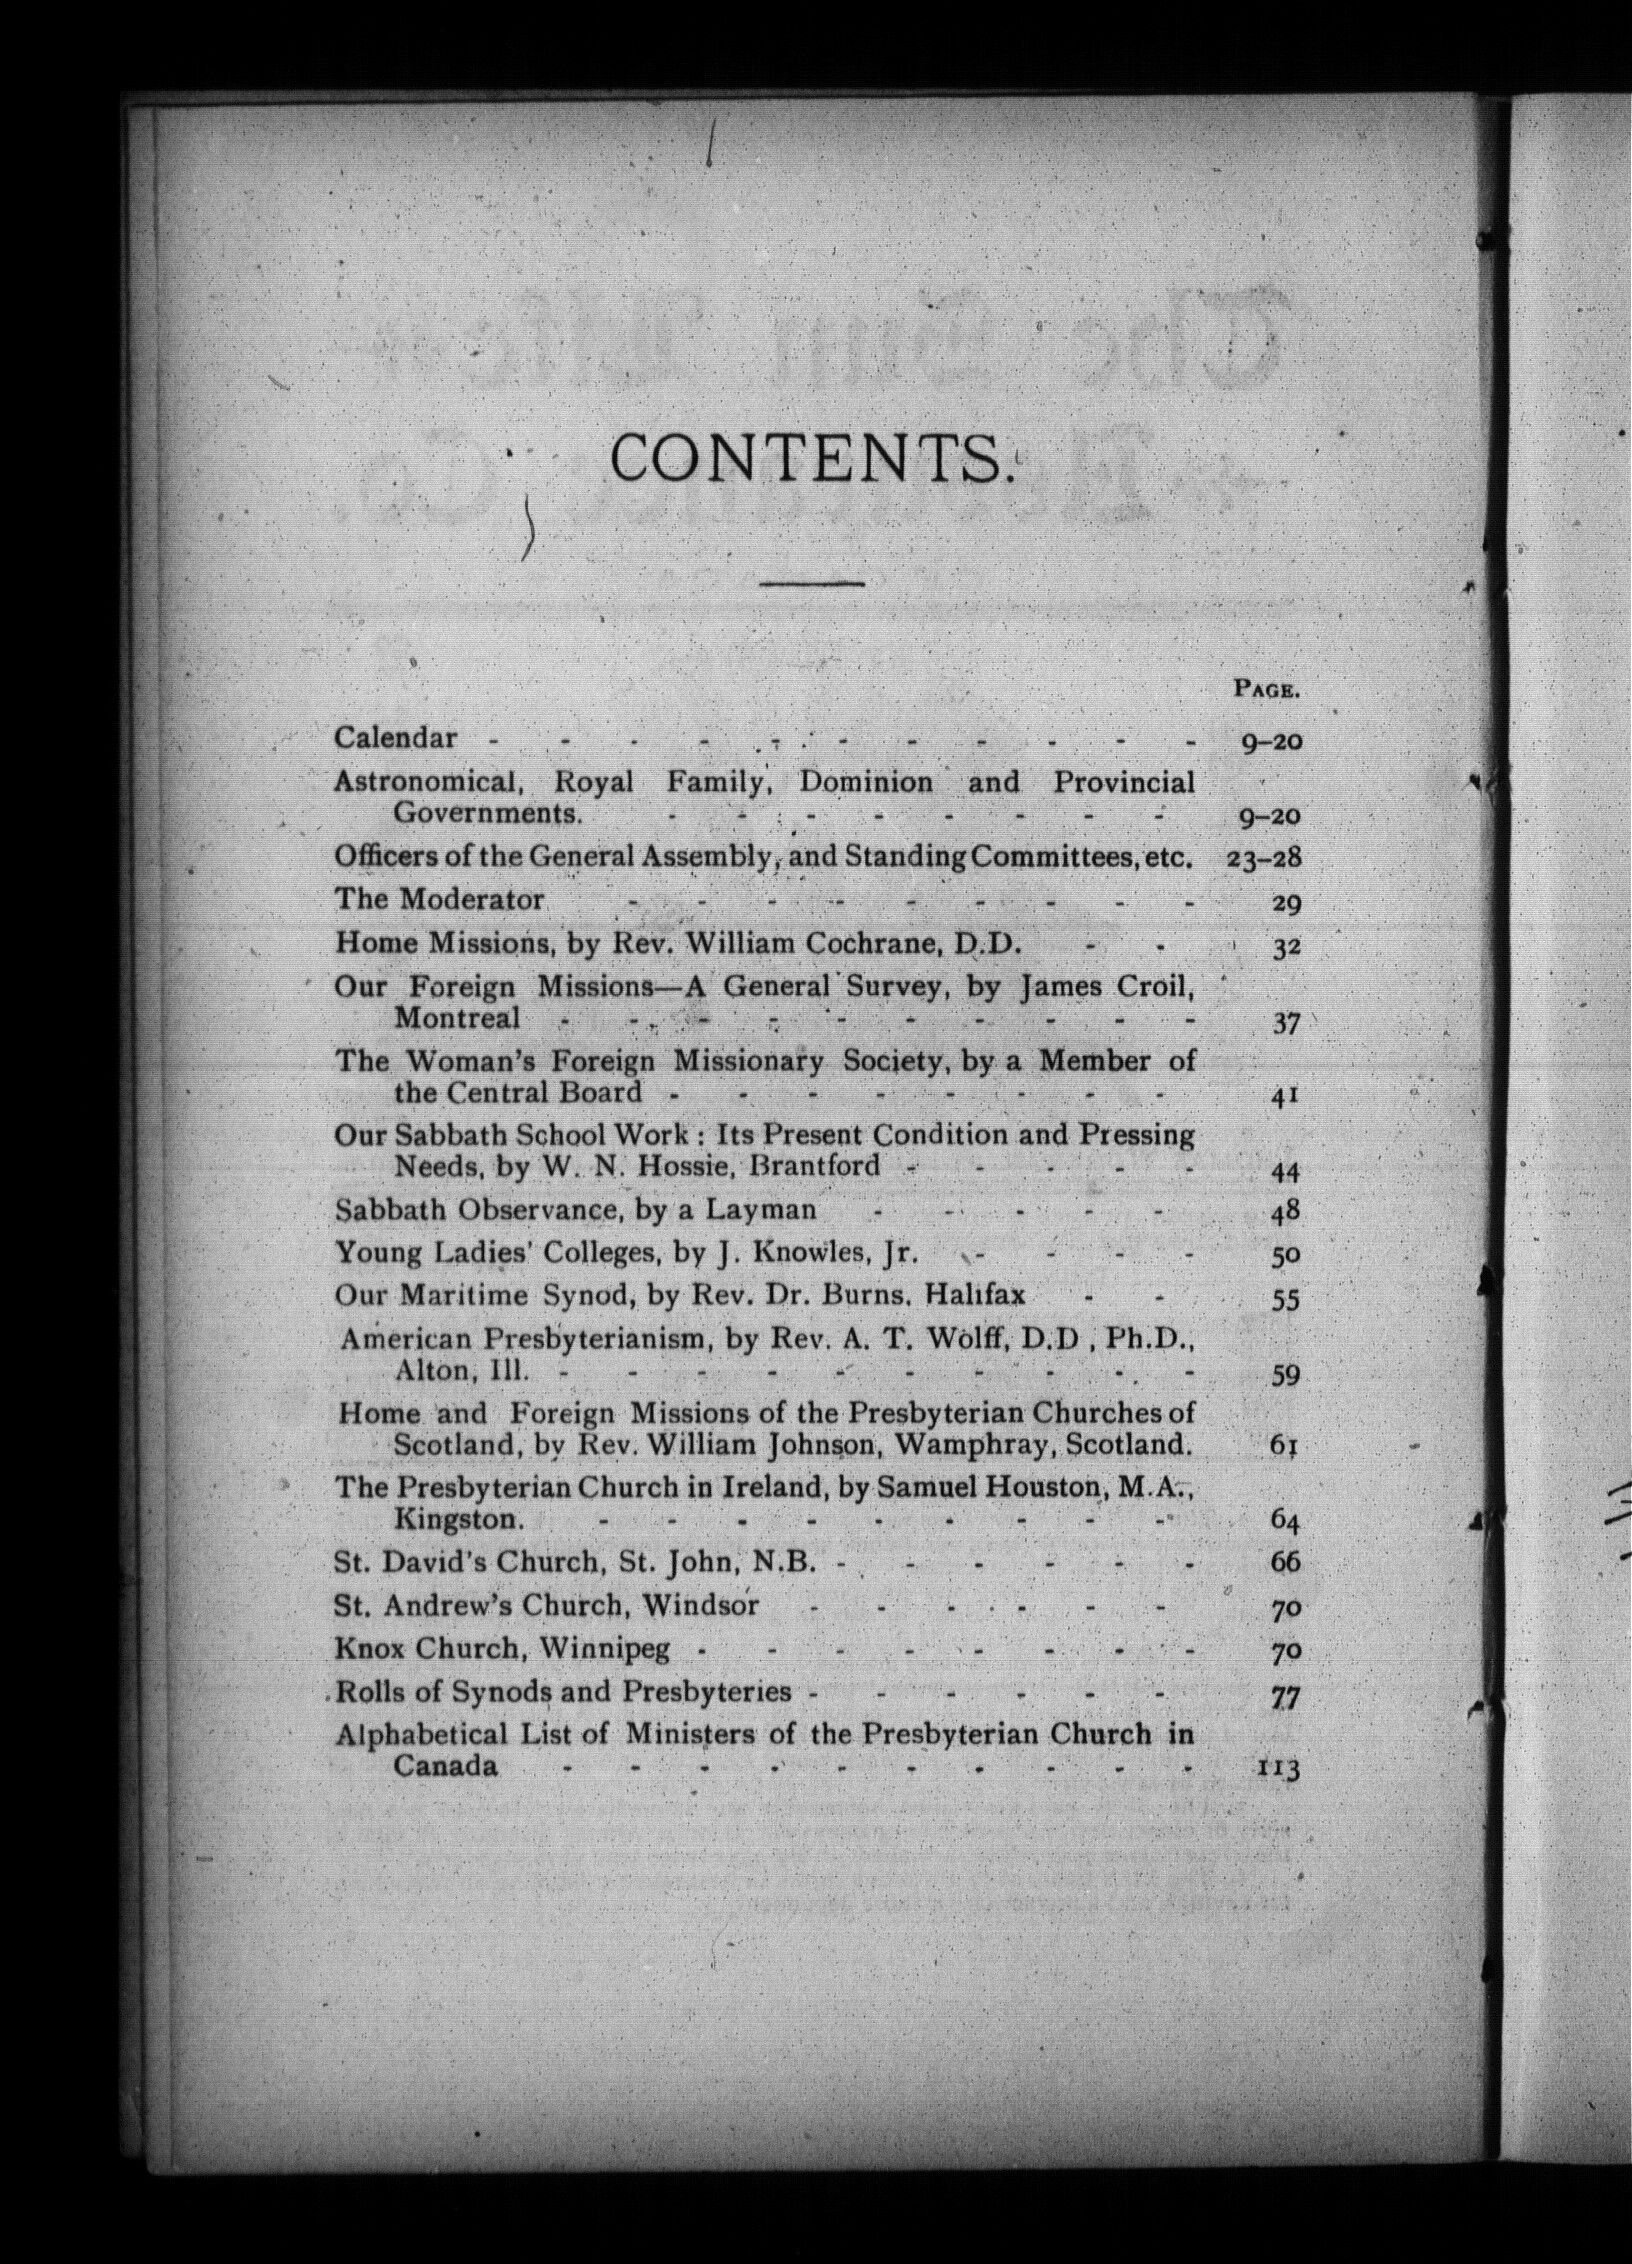 CONTENTS.
PAGE.
Calendar - - - - - - - - - - - 9–20
Astronomical, Royal Family, Dominion and Provincial
Governments. - - - - - - - - 9–20
Officers of the General Assembly, and Standing Committees, etc. 23–28
The Moderator - - - - - - - - - 29
Home Missions, by Rev. William Cochrane, D.D. - - 32
Our Foreign Missions—A General Survey, by James Croil,
Montreal - - - - - - - - - - 37
The Woman's Foreign Missionary Society, by a Member of
the Central Board - - - - - - - - 41
Our Sabbath School Work : Its Present Condition and Pressing
Needs, by W. N. Hossie, Brantford - - - - - 44
Sabbath Observance, by a Layman - - - - - 48
Young Ladies' Colleges, by J. Knowles, Jr. - - - - 50
Our Maritime Synod, by Rev. Dr. Burns, Halifax - - 55
American Presbyterianism, by Rev. A. T. Wolff, D.D , Ph.D.,
Alton, Ill. - - - - - - - - - - 59
Home and Foreign Missions of the Presbyterian Churches of
Scotland, by Rev. William Johnson, Wamphray, Scotland. 61
The Presbyterian Church in Ireland, by Samuel Houston, M.A.,
Kingston. - - - - - - - - - 64
St. David's Church, St. John, N.B. - - - - - - 66
St. Andrew's Church, Windsor - - - - - - 70
Knox Church, Winnipeg - - - - - - - - 70
Rolls of Synods and Presbyteries - - - - - - 77
Alphabetical List of Ministers of the Presbyterian Church in
Canada - - - - - - - - - - 113